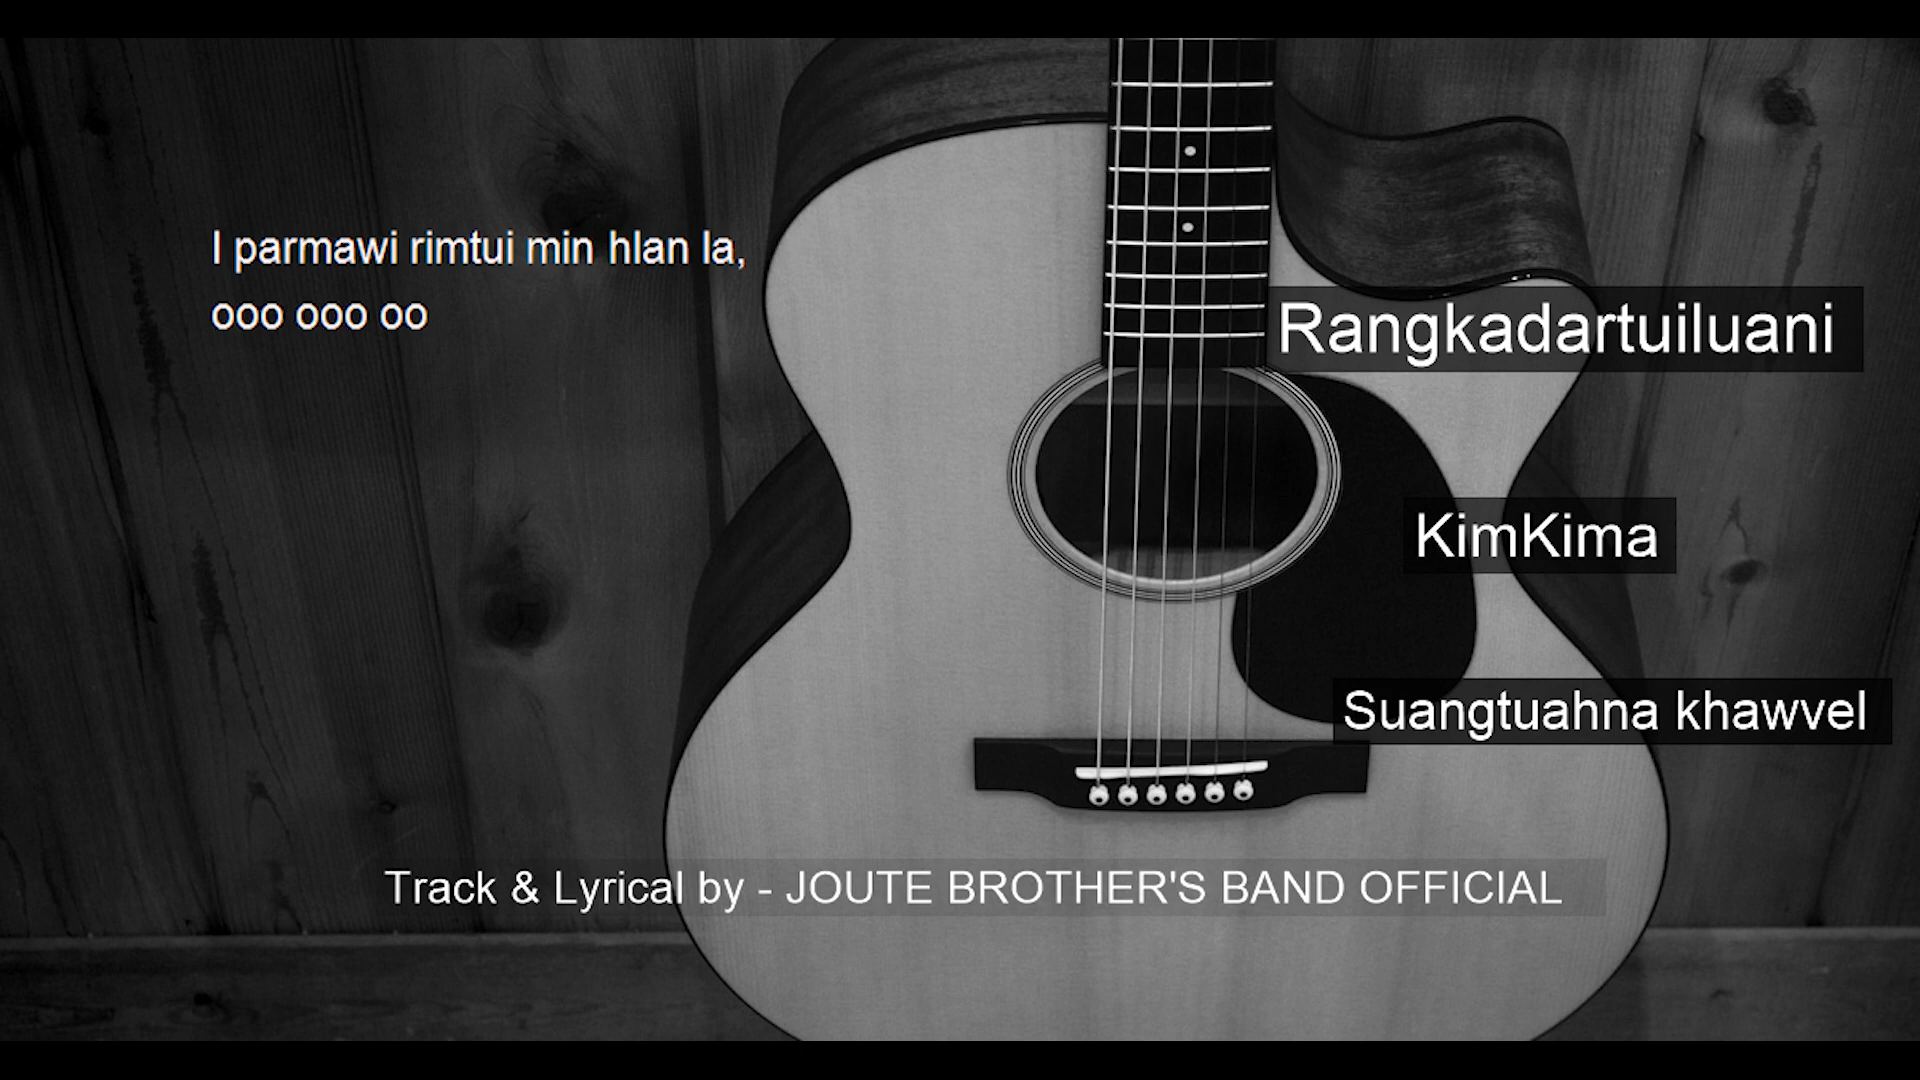 I parmawi rimtui min hlan la,
ooo ooo oo
Rangkadartuiluani
KimKima
Suangtuahna khawvel
Track & Lyrical by - JOUTE BROTHER'S BAND OFFICIAL